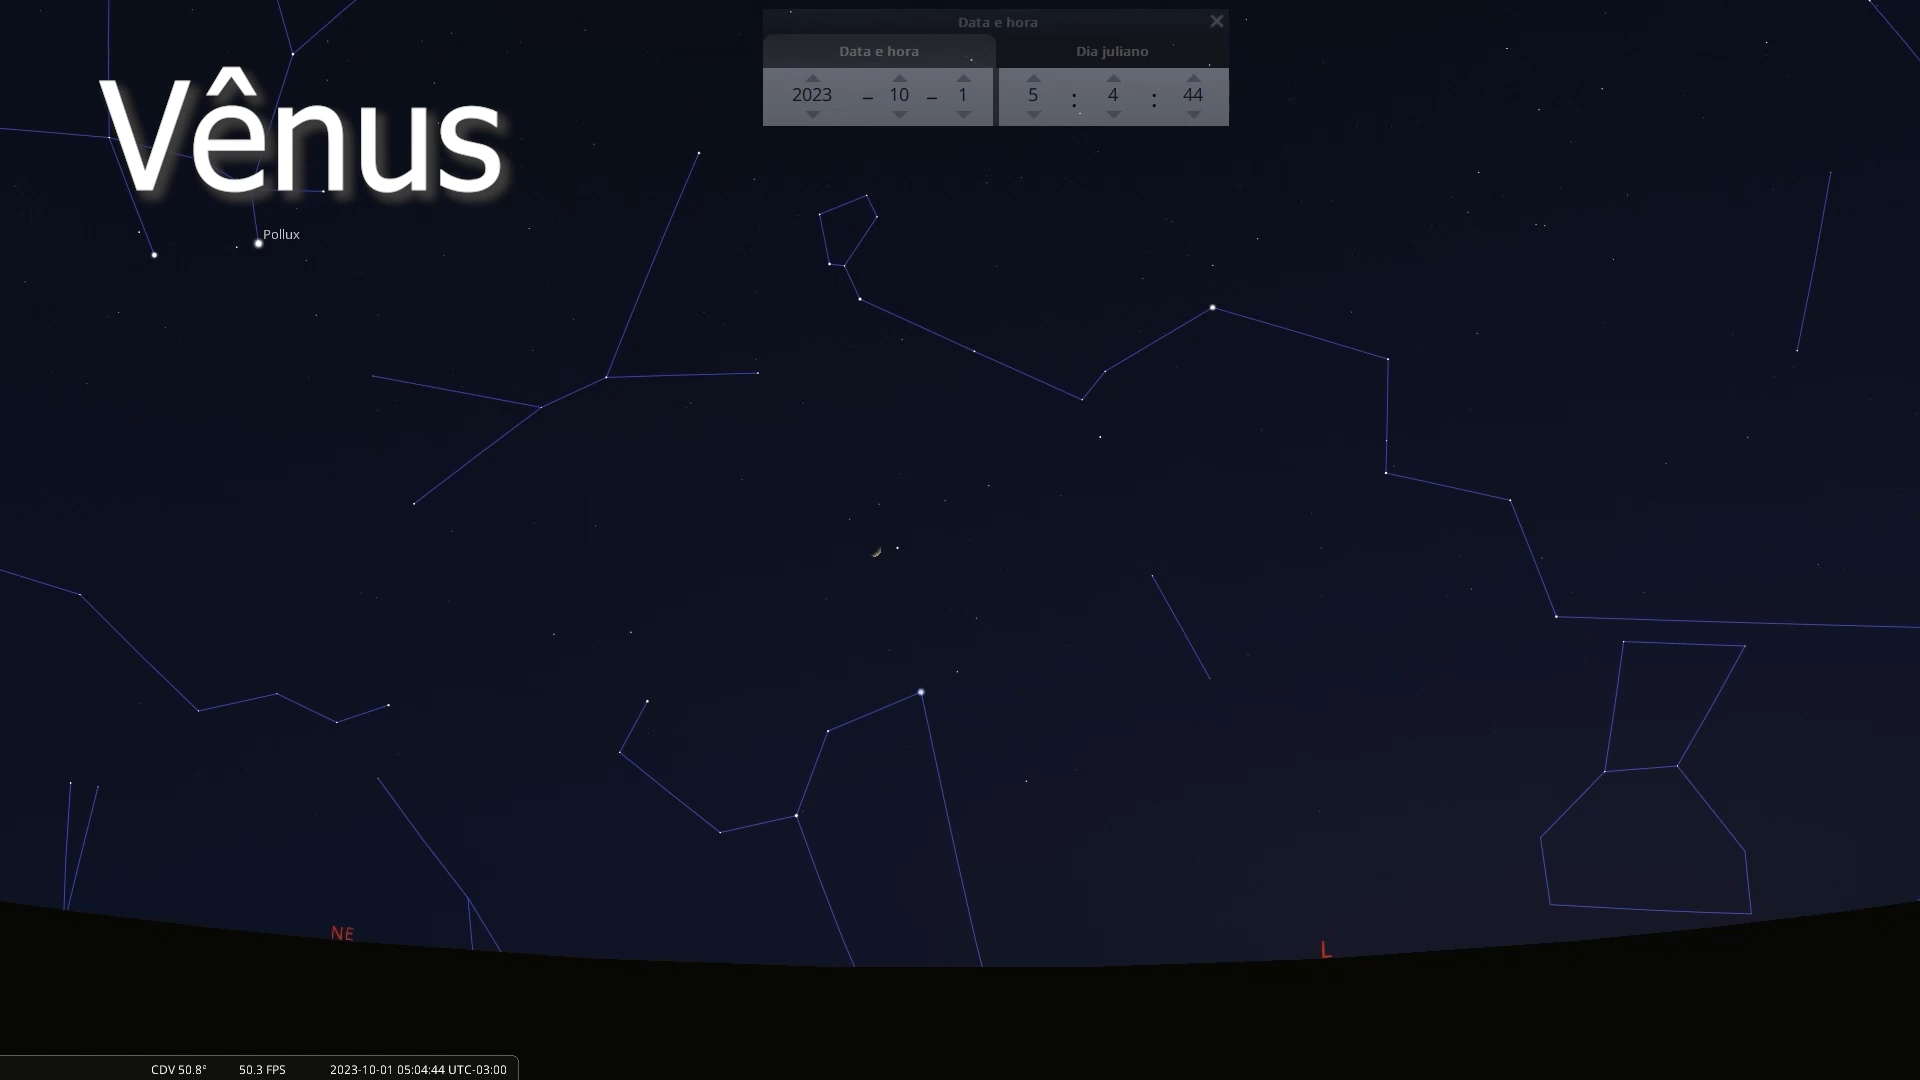 Data e hora
Data e hora
Dia juliano
2023 – 10 – 1
5 : 4 : 44
Vênus
Pollux
NE
L
CDV 50.8°
50.3 FPS
2023-10-01 05:04:44 UTC-03:00